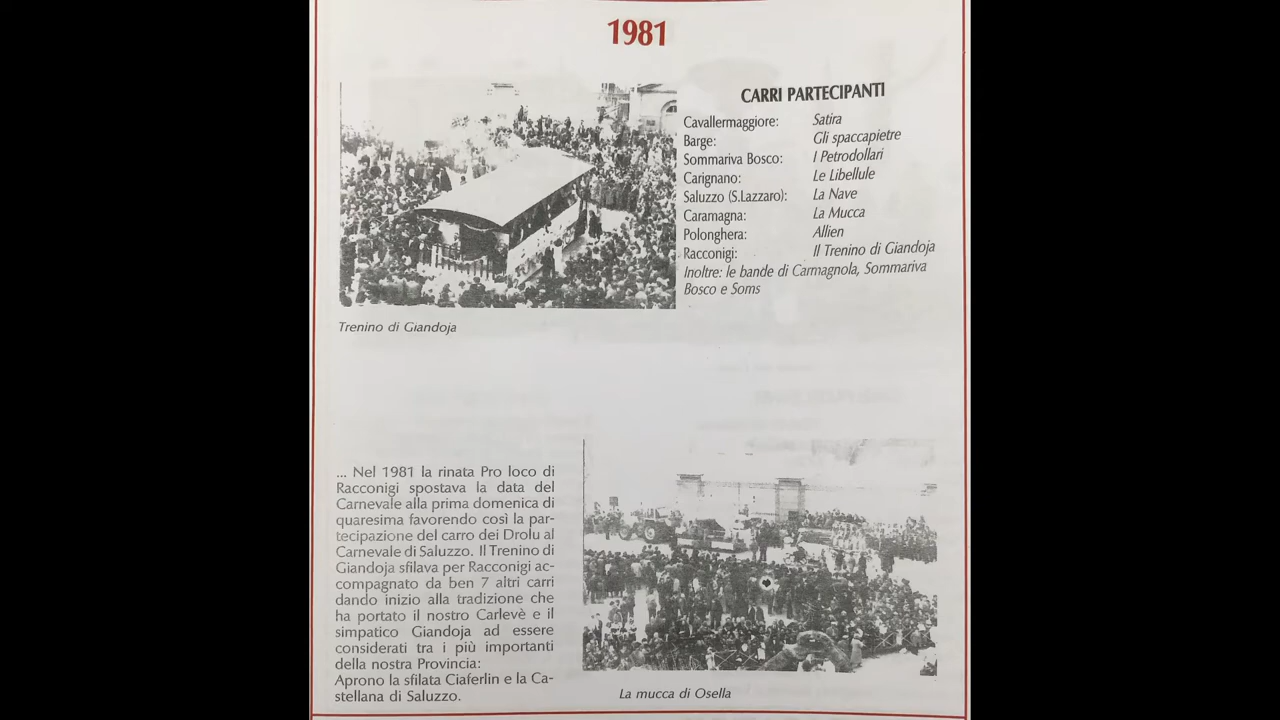 1981
CARRI PARTECIPANTI
Cavallermaggiore: Satira
Barge: Gli spaccapietre
Sommariva Bosco: I Petrodollari
Carignano: Le Libellule
Saluzzo (S.Lazzaro): La Nave
Caramagna: La Mucca
Polonghera: Allien
Racconigi: Il Trenino di Giandoja
Inoltre: le bande di Carmagnola, Sommariva
Bosco e Soms
Trenino di Giandoja
... Nel 1981 la rinata Pro loco di
Racconigi spostava la data del
Carnevale alla prima domenica di
quaresima favorendo così la par-
tecipazione del carro dei Drolu al
Carnevale di Saluzzo. Il Trenino di
Giandoja sfilava per Racconigi ac-
compagnato da ben 7 altri carri
dando inizio alla tradizione che
ha portato il nostro Carlevè e il
simpatico Giandoja ad essere
considerati tra i più importanti
della nostra Provincia:
Aprono la sfilata Ciaferlin e la Ca-
stellana di Saluzzo.
La mucca di Osella